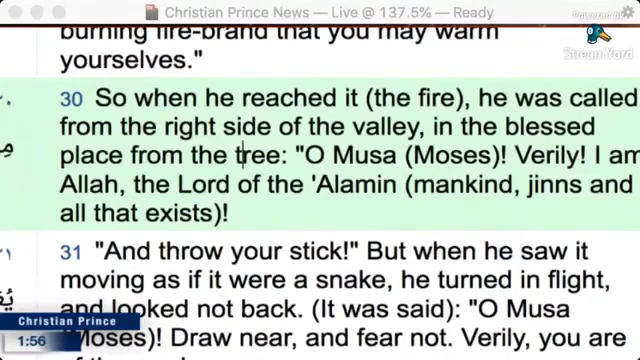 Christian Prince News — Live @ 137.5% — Ready
Powered by
StreamYard
burning fire-brand that you may warm
yourselves."
30 So when he reached it (the fire), he was called
from the right side of the valley, in the blessed
place from the tree: "O Musa (Moses)! Verily! I am
Allah, the Lord of the 'Alamin (mankind, jinns and
all that exists)!
31 "And throw your stick!" But when he saw it
moving as if it were a snake, he turned in flight,
and looked not back. (It was said): "O Musa
(Moses)! Draw near, and fear not. Verily, you are
Christian Prince
1:56